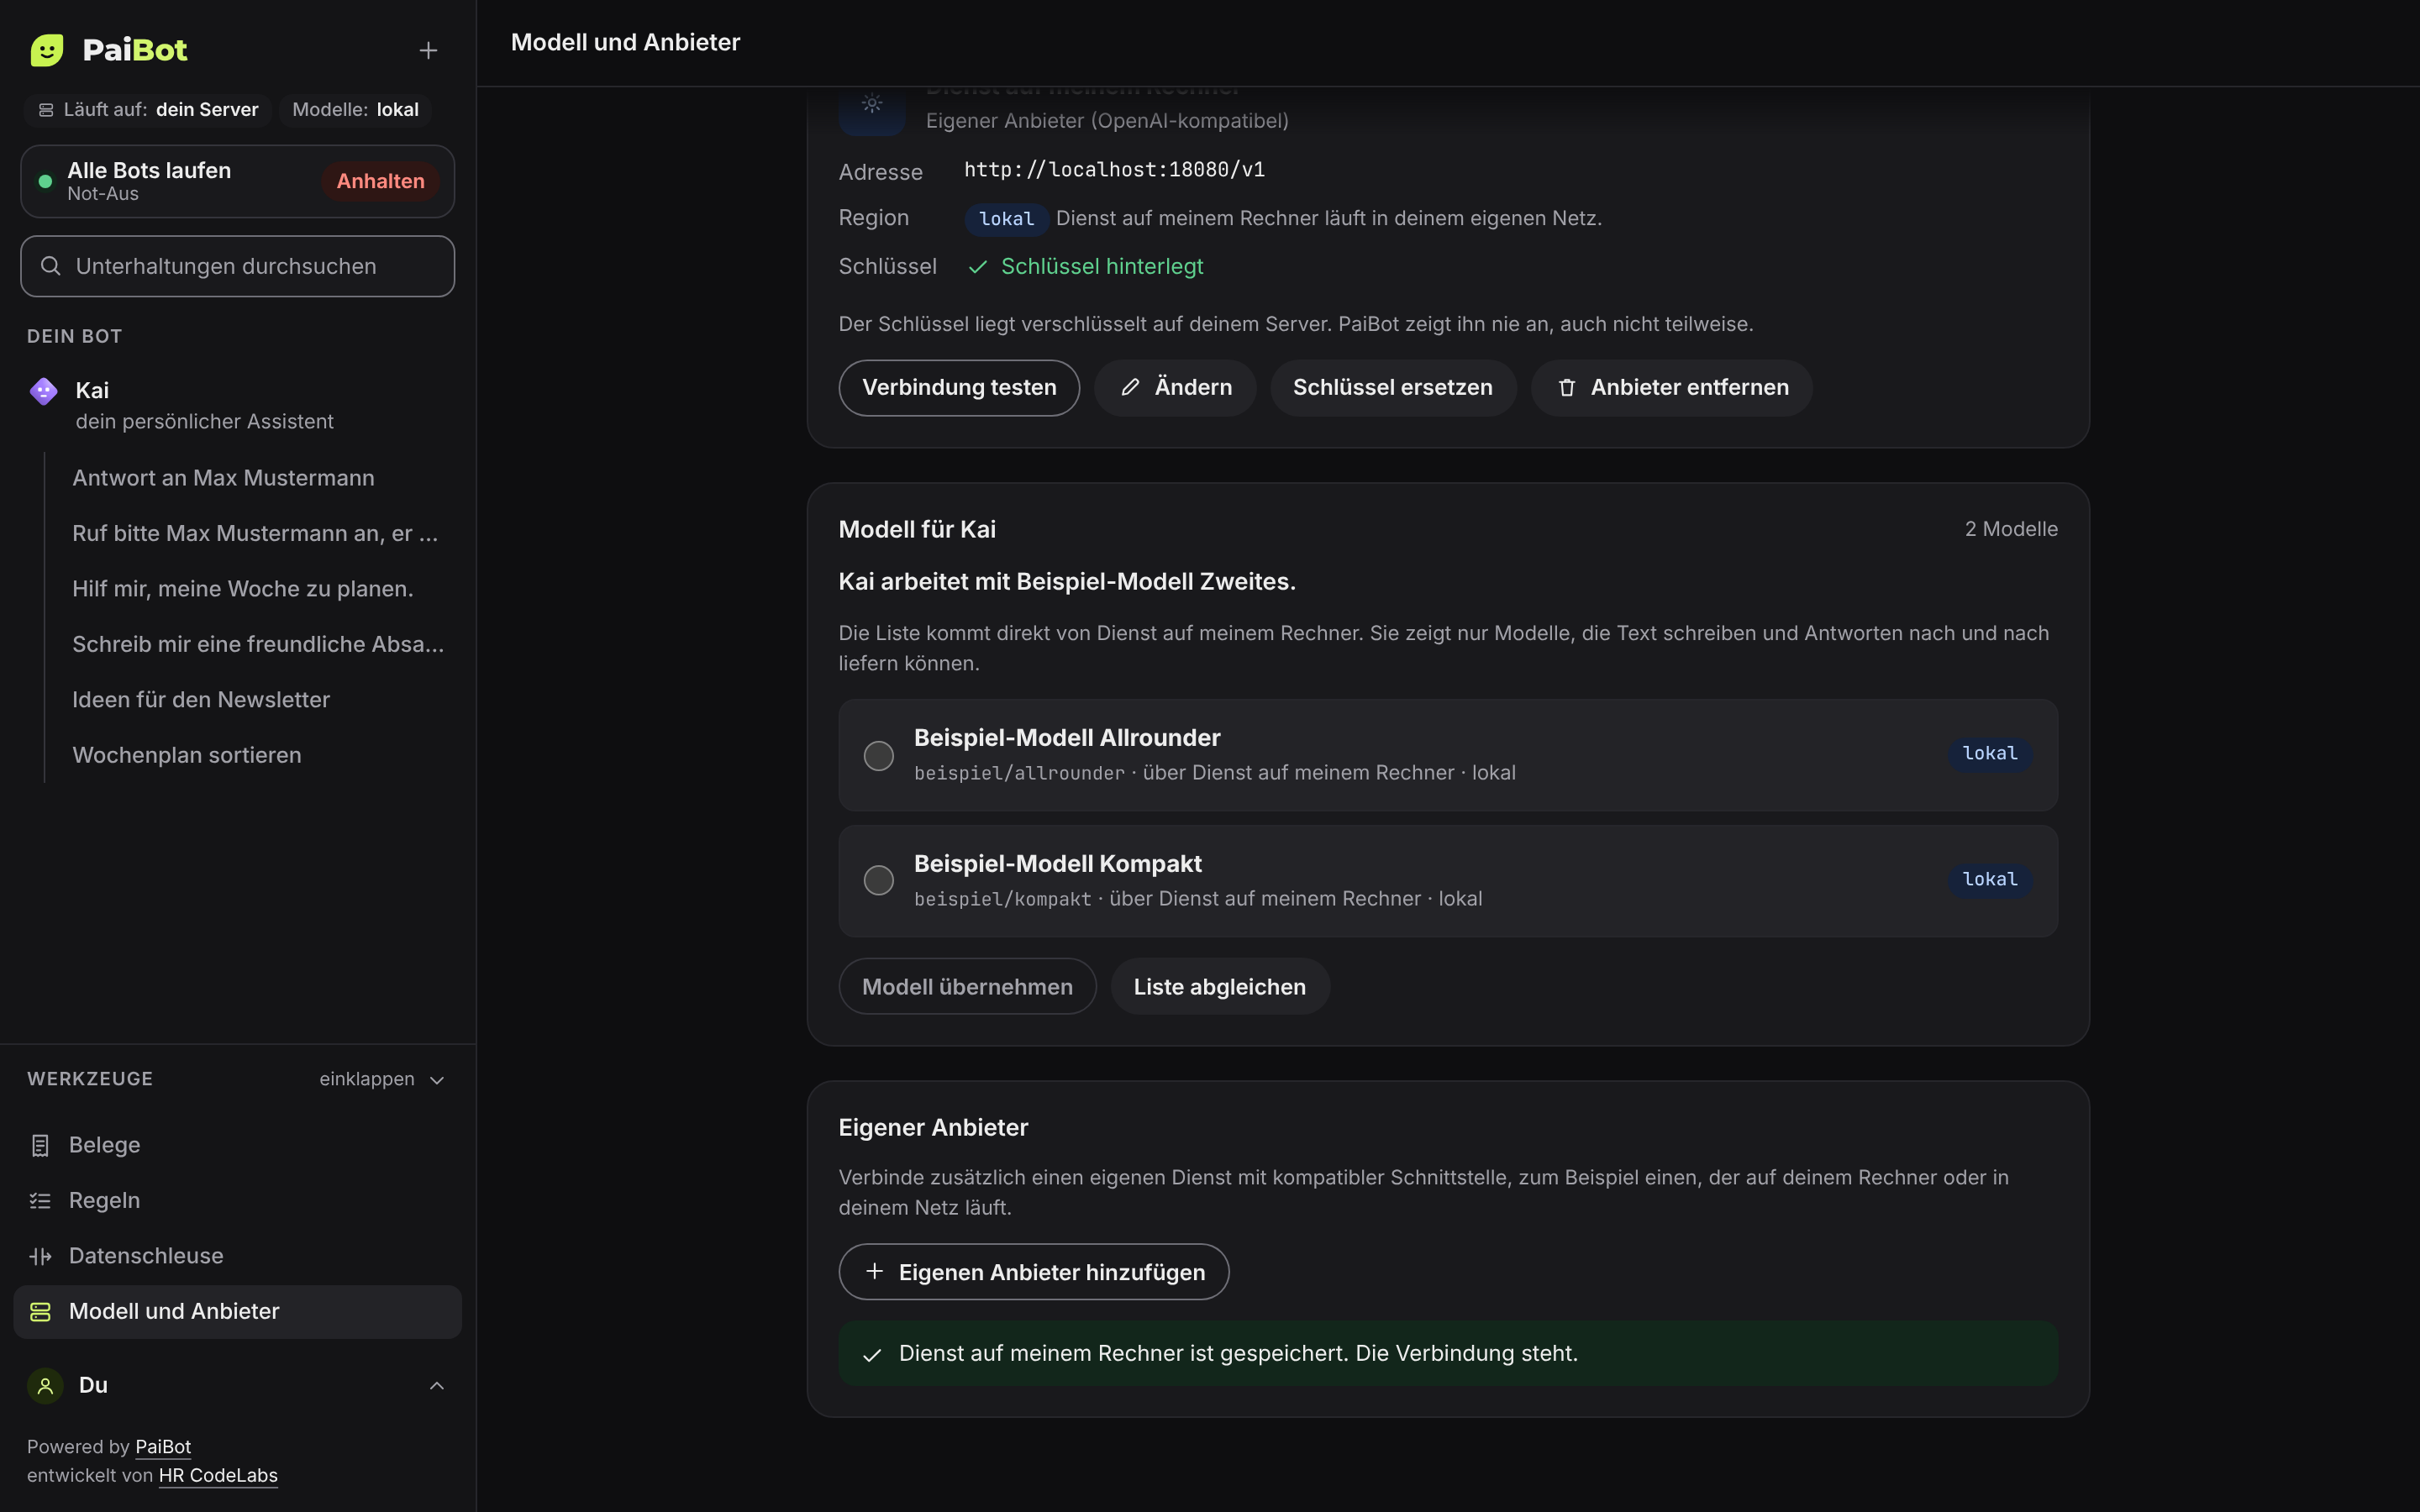 PaiBot
Läuft auf: dein Server
Modelle: lokal
Alle Bots laufen
Not-Aus
Anhalten
Unterhaltungen durchsuchen
DEIN BOT
Kai
dein persönlicher Assistent
Antwort an Max Mustermann
Ruf bitte Max Mustermann an, er ...
Hilf mir, meine Woche zu planen.
Schreib mir eine freundliche Absa...
Ideen für den Newsletter
Wochenplan sortieren
WERKZEUGE
einklappen
Belege
Regeln
Datenschleuse
Modell und Anbieter
Du
Powered by PaiBot
entwickelt von HR CodeLabs
Modell und Anbieter
Dienst auf meinem Rechner
Eigener Anbieter (OpenAI-kompatibel)
Adresse http://localhost:18080/v1
Region lokal Dienst auf meinem Rechner läuft in deinem eigenen Netz.
Schlüssel Schlüssel hinterlegt
Der Schlüssel liegt verschlüsselt auf deinem Server. PaiBot zeigt ihn nie an, auch nicht teilweise.
Verbindung testen
Ändern
Schlüssel ersetzen
Anbieter entfernen
Modell für Kai
2 Modelle
Kai arbeitet mit Beispiel-Modell Zweites.
Die Liste kommt direkt von Dienst auf meinem Rechner. Sie zeigt nur Modelle, die Text schreiben und Antworten nach und nach
liefern können.
Beispiel-Modell Allrounder
beispiel/allrounder · über Dienst auf meinem Rechner · lokal
lokal
Beispiel-Modell Kompakt
beispiel/kompakt · über Dienst auf meinem Rechner · lokal
lokal
Modell übernehmen
Liste abgleichen
Eigener Anbieter
Verbinde zusätzlich einen eigenen Dienst mit kompatibler Schnittstelle, zum Beispiel einen, der auf deinem Rechner oder in
deinem Netz läuft.
Eigenen Anbieter hinzufügen
Dienst auf meinem Rechner ist gespeichert. Die Verbindung steht.